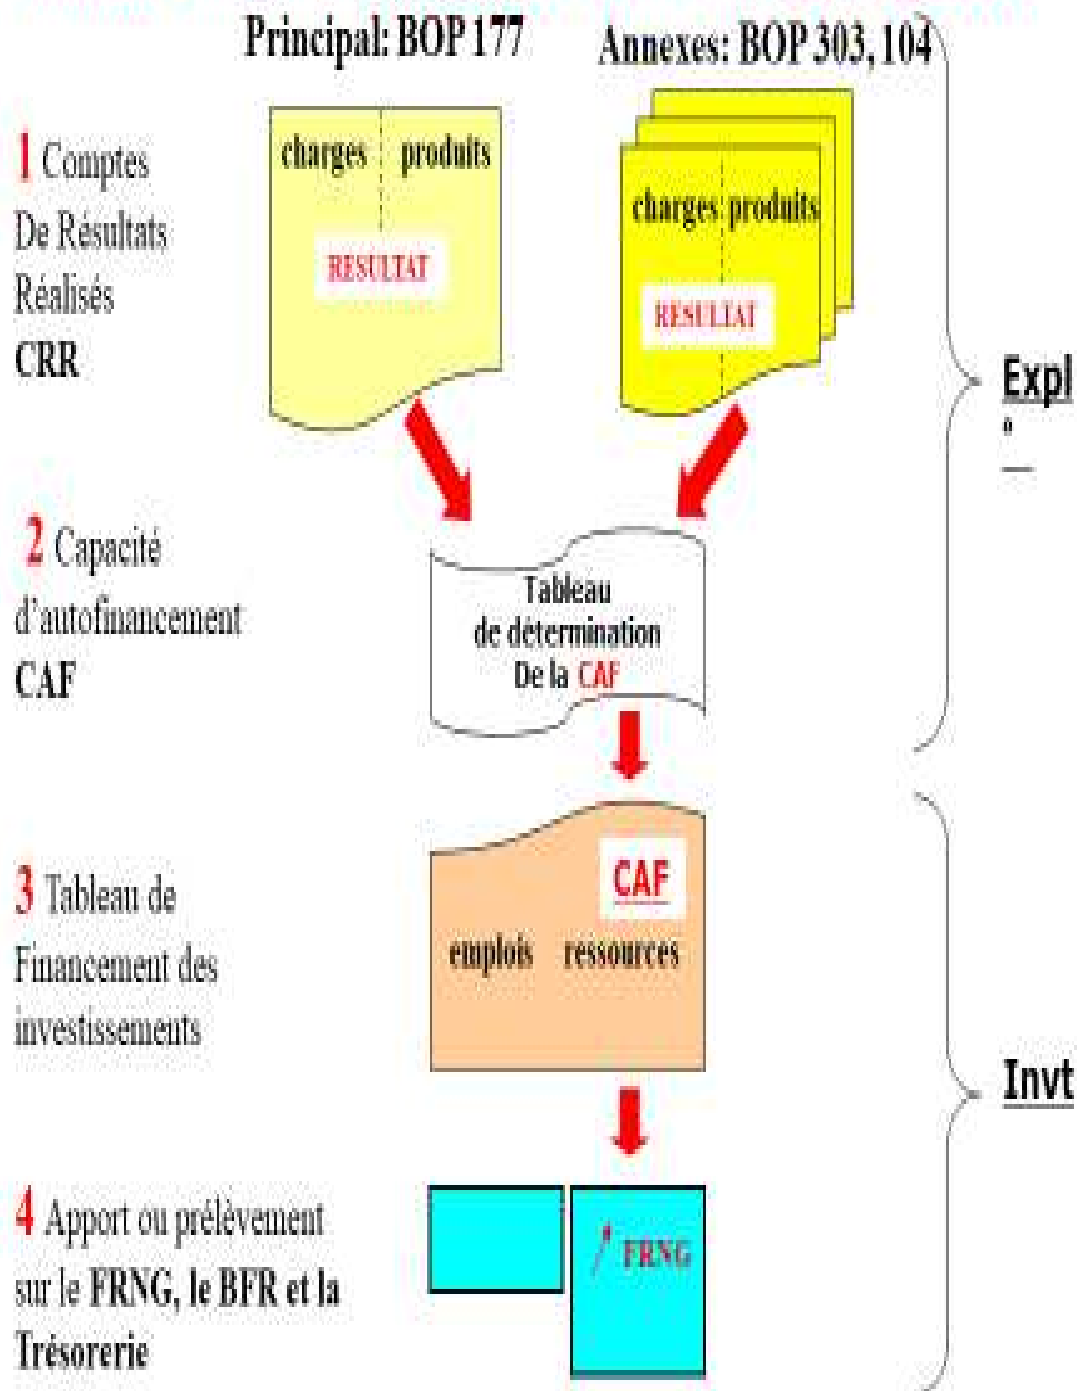 Principal: BOP 177
Annexes: BOP 303, 104
1 Comptes
De Résultats
Réalisés
CRR
charges produits
RESULTAT
charges produits
RESULTAT
Expl
°
2 Capacité
d'autofinancement
CAF
Tableau
de détermination
De la CAF
3 Tableau de
Financement des
investissements
CAF
emplois ressources
Invt
4 Apport ou prélèvement
sur le FRNG, le BFR et la
Trésorerie
FRNG